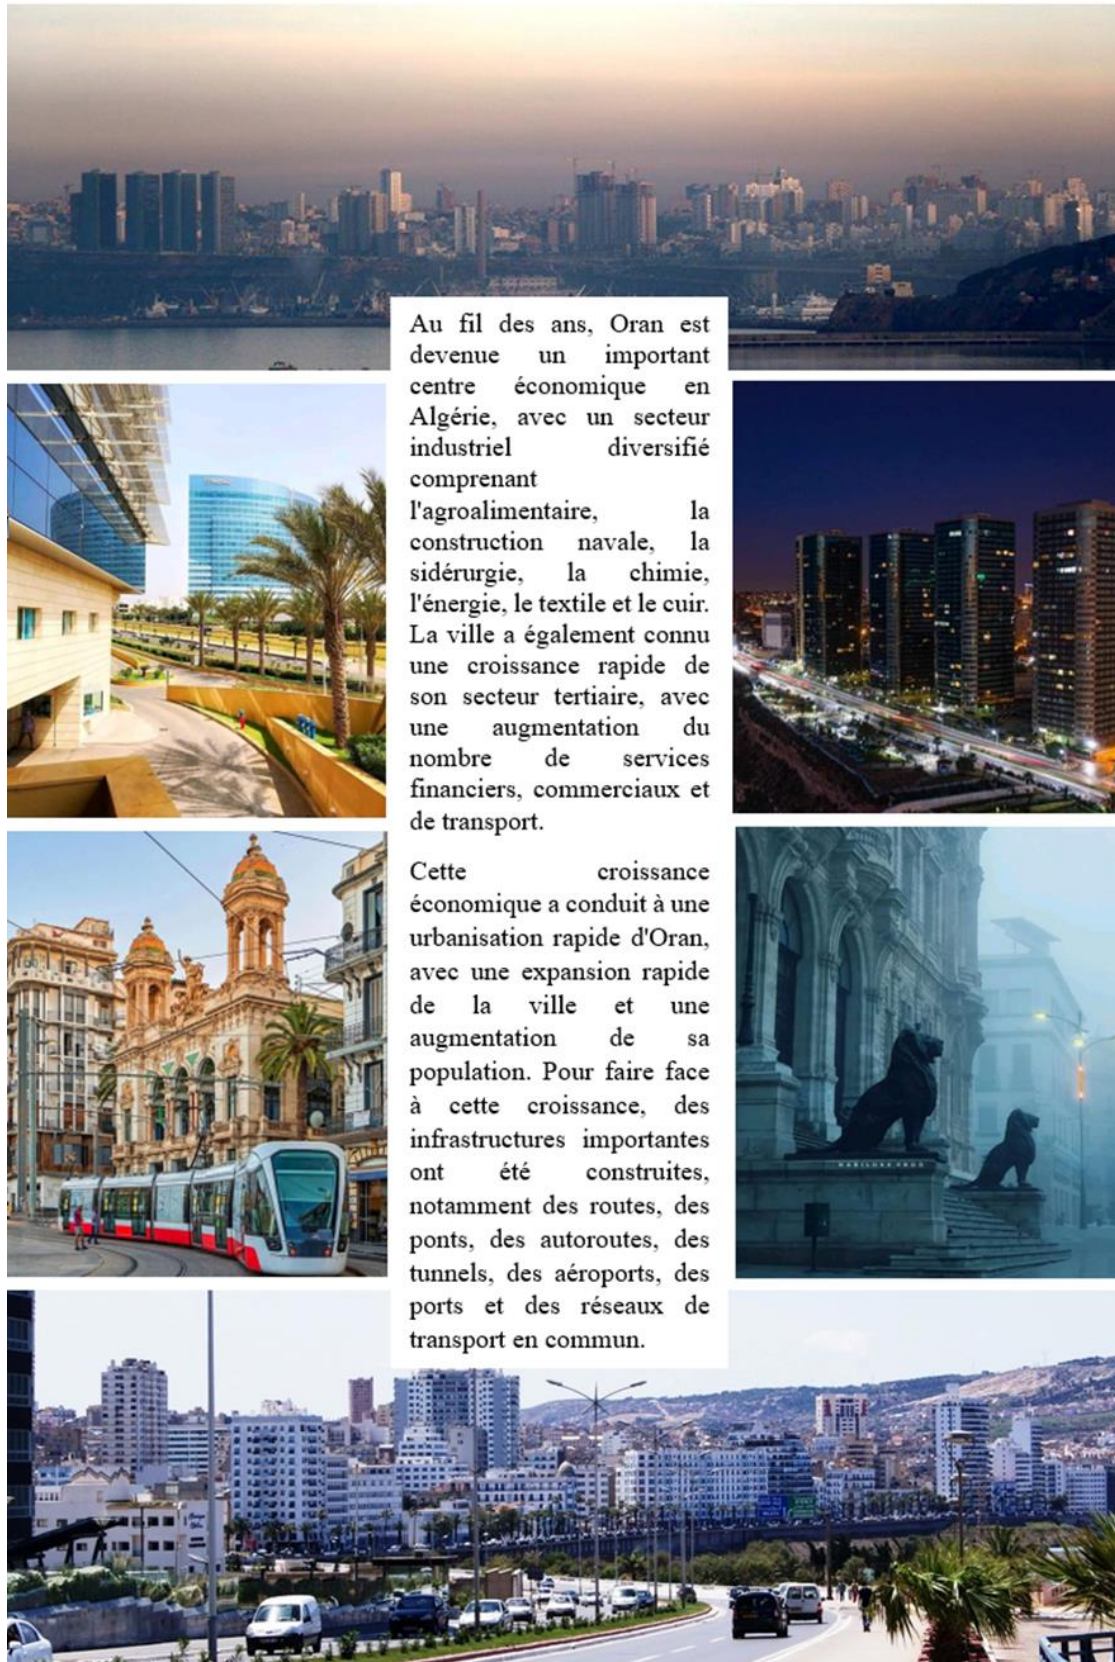 Au fil des ans, Oran est
devenue un important
centre économique en
Algérie, avec un secteur
industriel diversifié
comprenant
l'agroalimentaire, la
construction navale, la
sidérurgie, la chimie,
l'énergie, le textile et le cuir.
La ville a également connu
une croissance rapide de
son secteur tertiaire, avec
une augmentation du
nombre de services
financiers, commerciaux et
de transport.
Cette croissance
économique a conduit à une
urbanisation rapide d'Oran,
avec une expansion rapide
de la ville et une
augmentation de sa
population. Pour faire face
à cette croissance, des
infrastructures importantes
ont été construites,
notamment des routes, des
ponts, des autoroutes, des
tunnels, des aéroports, des
ports et des réseaux de
transport en commun.